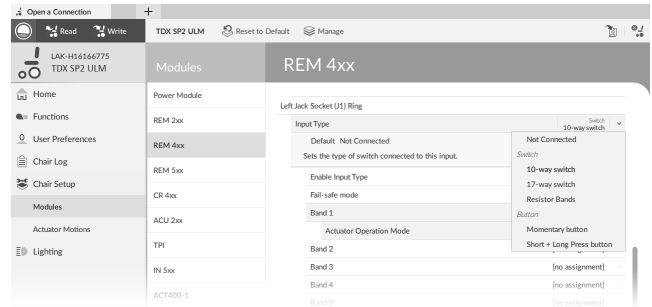 Open a Connection
+
Read
Write
TDX SP2 ULM
Reset to Default
Manage
LAK-H16166775
TDX SP2 ULM
Home
Functions
User Preferences
Chair Log
Chair Setup
Modules
Actuator Motions
Lighting
Modules
Power Module
REM 2xx
REM 4xx
REM 5xx
CR 4xx
ACU 2xx
TPI
IN 5xx
ACT400-1
REM 4xx
Left Jack Socket (J1) Ring
Input Type
Switch
10-way switch
Default Not Connected
Sets the type of switch connected to this input.
Enable Input Type
Fail-safe mode
Band 1
Actuator Operation Mode
Band 2
Band 3 [no assignment]
Band 4 [no assignment]
Band 5 [no assignment]
Not Connected
Switch
10-way switch
17-way switch
Resistor Bands
Button
Momentary button
Short + Long Press button